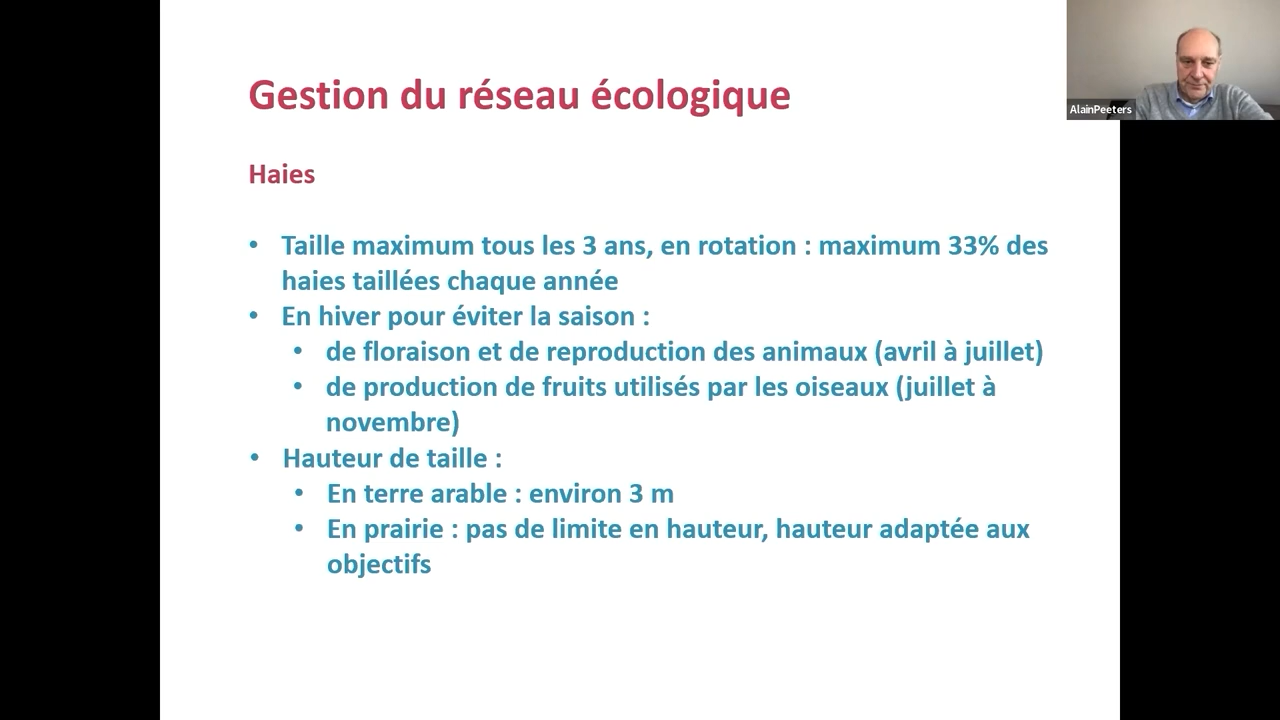 Gestion du réseau écologique
AlainPeeters
Haies
• Taille maximum tous les 3 ans, en rotation : maximum 33% des
haies taillées chaque année
• En hiver pour éviter la saison :
• de floraison et de reproduction des animaux (avril à juillet)
• de production de fruits utilisés par les oiseaux (juillet à
novembre)
• Hauteur de taille :
• En terre arable : environ 3 m
• En prairie : pas de limite en hauteur, hauteur adaptée aux
objectifs